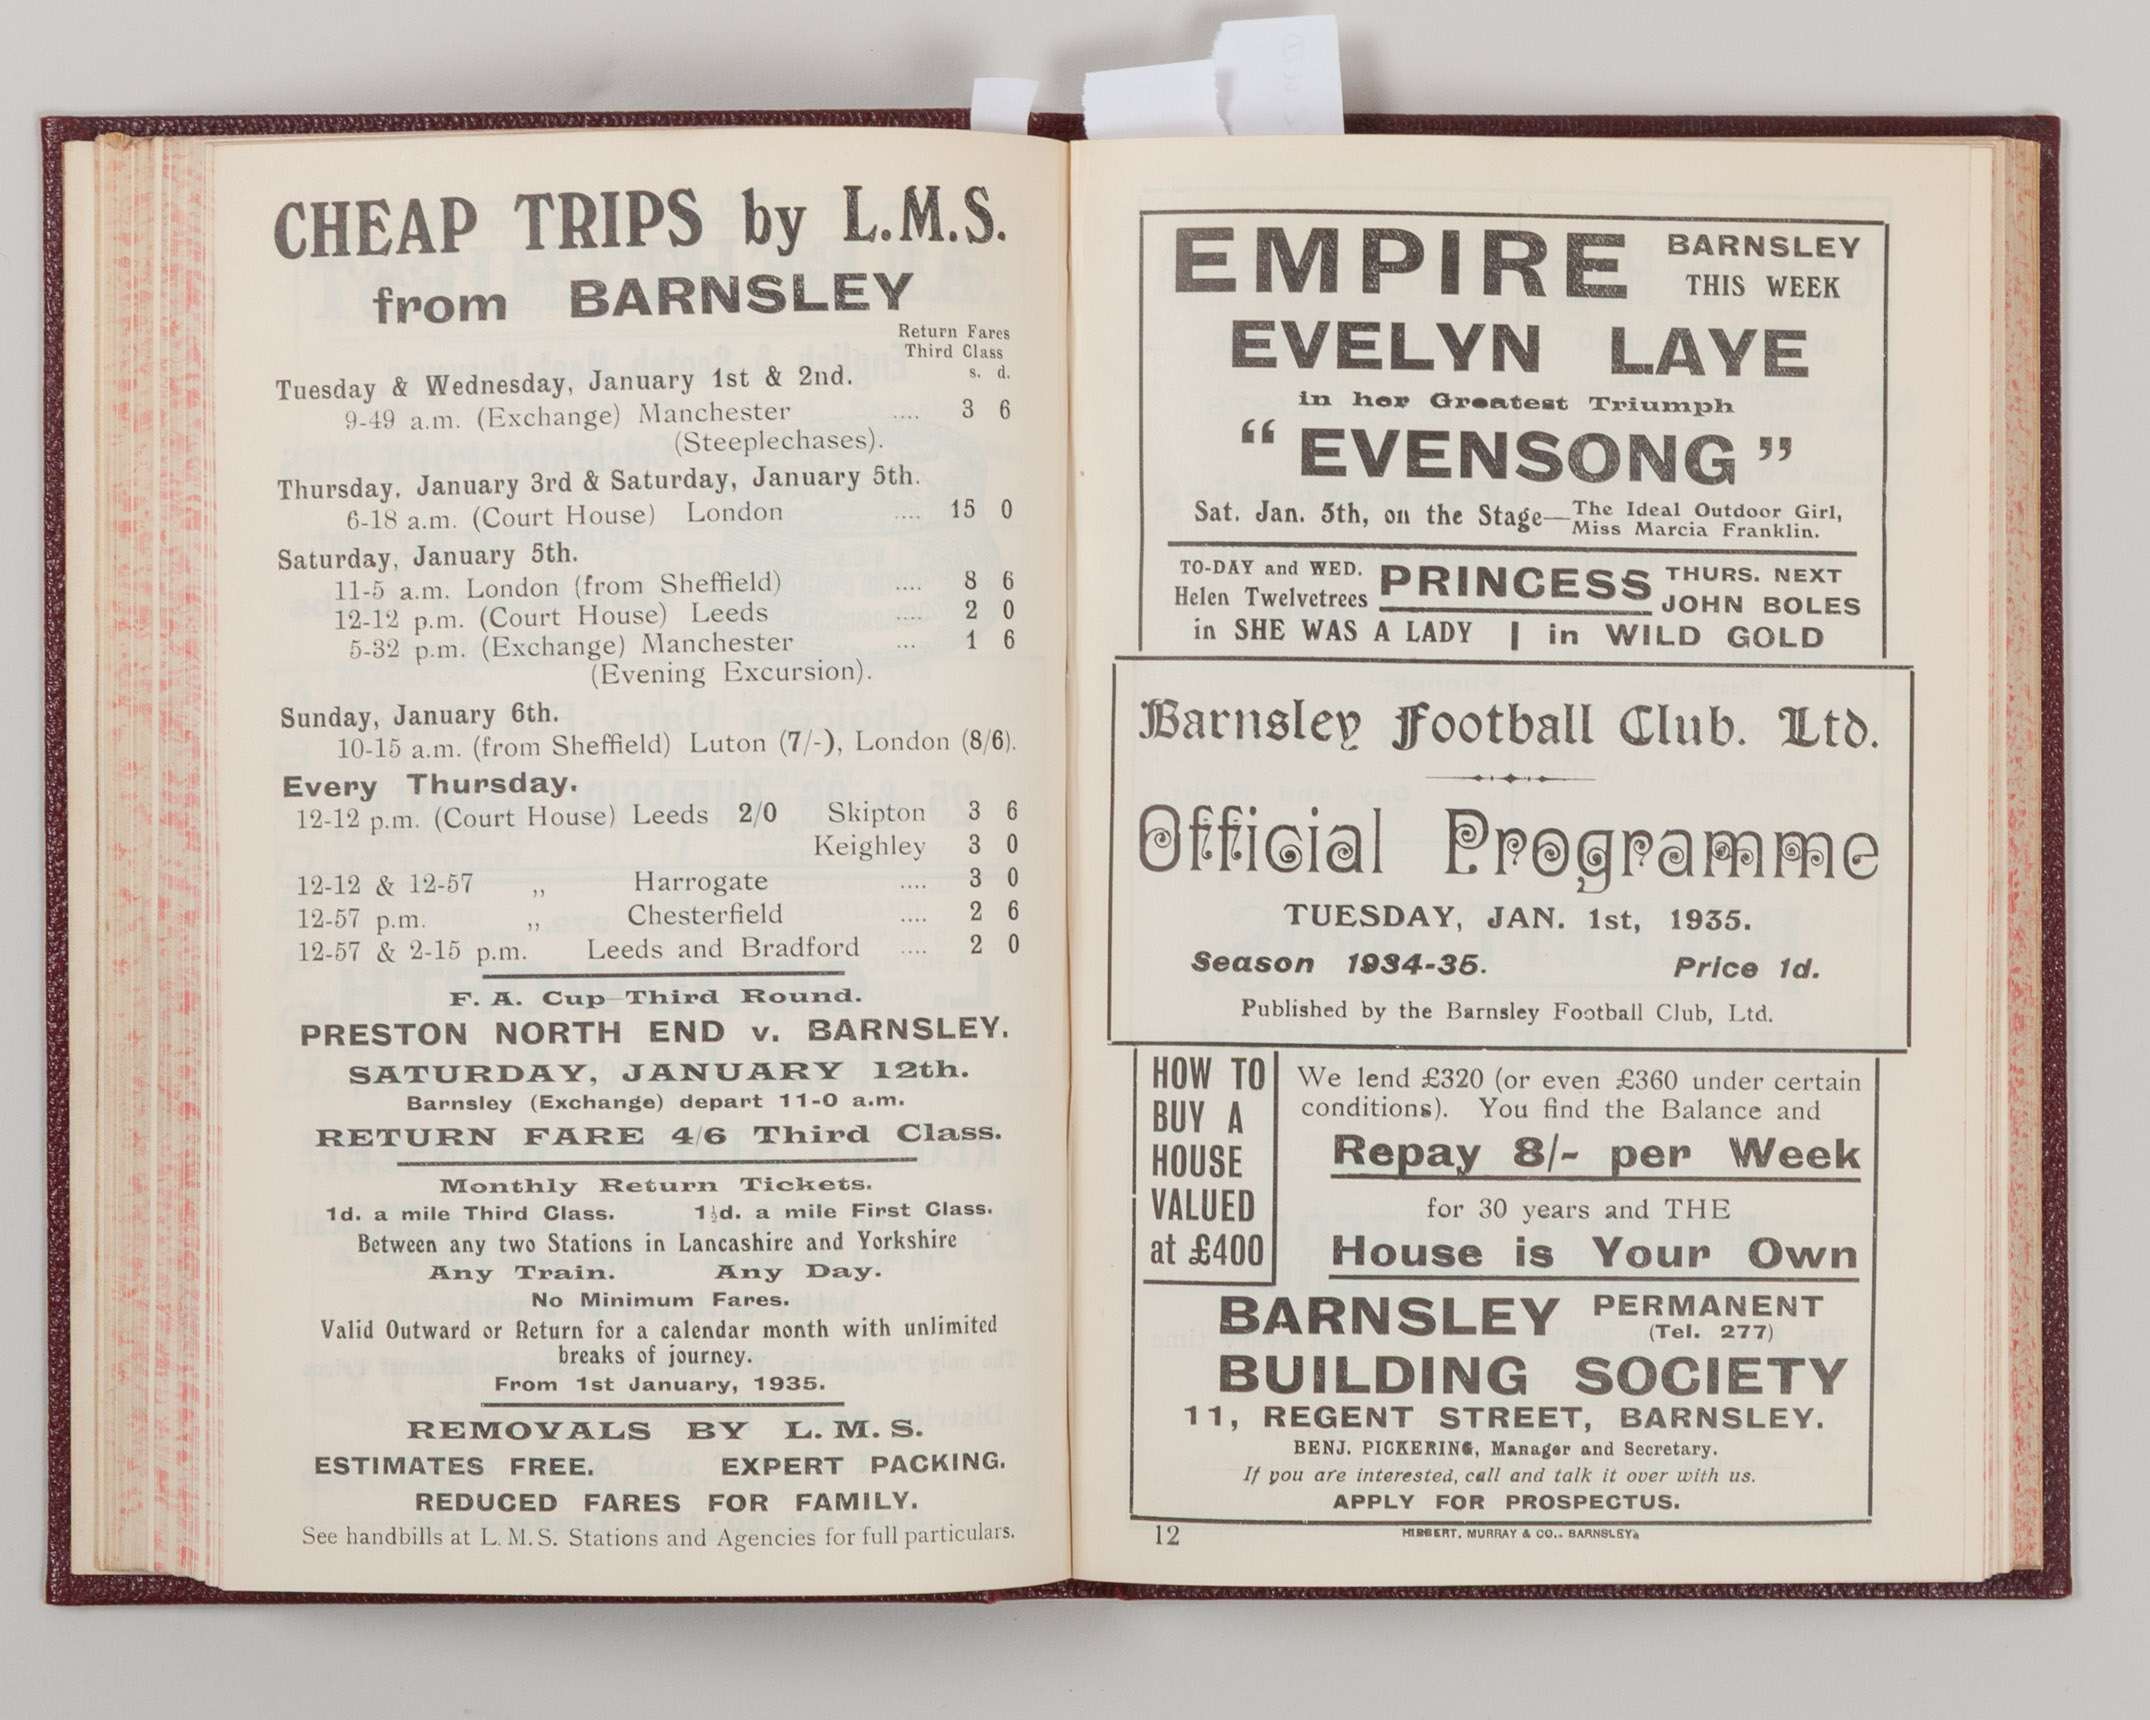 CHEAP TRIPS by L.M.S.
from BARNSLEY
Return Fares
Third Class
s. d.
Tuesday & Wednesday, January 1st & 2nd.
9-49 a.m. (Exchange) Manchester .... 3 6
(Steeplechases).
Thursday, January 3rd & Saturday, January 5th.
6-18 a.m. (Court House) London .... 15 0
Saturday, January 5th.
11-5 a.m. London (from Sheffield) .... 8 6
12-12 p.m. (Court House) Leeds .... 2 0
5-32 p.m. (Exchange) Manchester ... 1 6
(Evening Excursion).
Sunday, January 6th.
10-15 a.m. (from Sheffield) Luton (7/-), London (8/6).
Every Thursday.
12-12 p.m. (Court House) Leeds 2/0 Skipton 3 6
Keighley 3 0
12-12 & 12-57 ,, Harrogate .... 3 0
12-57 p.m. ,, Chesterfield .... 2 6
12-57 & 2-15 p.m. Leeds and Bradford .... 2 0
F. A. Cup—Third Round.
PRESTON NORTH END v. BARNSLEY.
SATURDAY, JANUARY 12th.
Barnsley (Exchange) depart 11-0 a.m.
RETURN FARE 4/6 Third Class.
Monthly Return Tickets.
1d. a mile Third Class. 1½d. a mile First Class.
Between any two Stations in Lancashire and Yorkshire
Any Train. Any Day.
No Minimum Fares.
Valid Outward or Return for a calendar month with unlimited
breaks of journey.
From 1st January, 1935.
REMOVALS BY L. M. S.
ESTIMATES FREE. EXPERT PACKING.
REDUCED FARES FOR FAMILY.
See handbills at L. M. S. Stations and Agencies for full particulars.
EMPIRE BARNSLEY
THIS WEEK
EVELYN LAYE
in her Greatest Triumph
"EVENSONG"
Sat. Jan. 5th, on the Stage—The Ideal Outdoor Girl,
Miss Marcia Franklin.
TO-DAY and WED. PRINCESS THURS. NEXT
Helen Twelvetrees JOHN BOLES
in SHE WAS A LADY | in WILD GOLD
Barnsley Football Club. Ltd.
Official Programme
TUESDAY, JAN. 1st, 1935.
Season 1934-35. Price 1d.
Published by the Barnsley Football Club, Ltd.
HOW TO
BUY A
HOUSE
VALUED
at £400
We lend £320 (or even £360 under certain
conditions). You find the Balance and
Repay 8/- per Week
for 30 years and THE
House is Your Own
BARNSLEY PERMANENT
(Tel. 277)
BUILDING SOCIETY
11, REGENT STREET, BARNSLEY.
BENJ. PICKERING, Manager and Secretary.
If you are interested, call and talk it over with us.
APPLY FOR PROSPECTUS.
12
HIBBERT, MURRAY & CO., BARNSLEY.